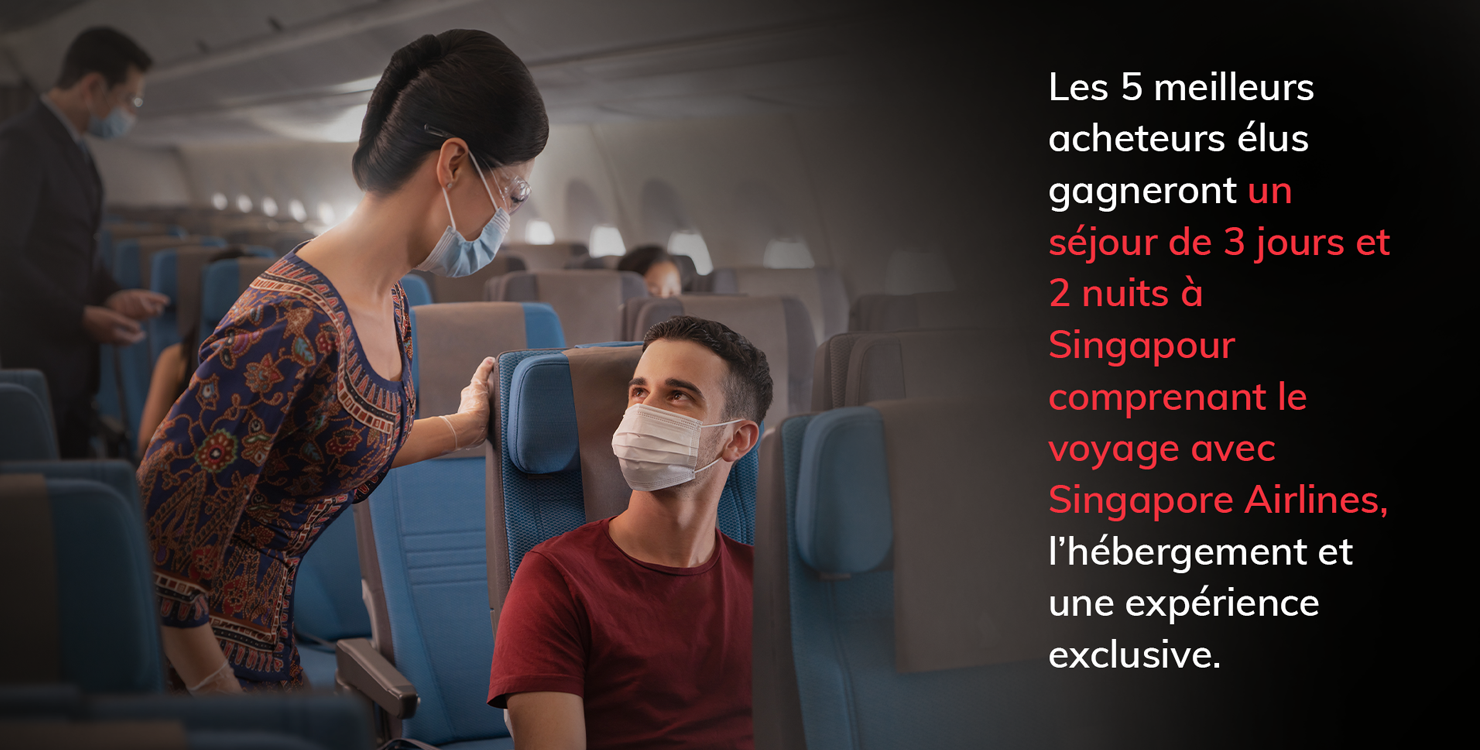 Les 5 meilleurs
acheteurs élus
gagneront un
séjour de 3 jours et
2 nuits à
Singapour
comprenant le
voyage avec
Singapore Airlines,
l’hébergement et
une expérience
exclusive.